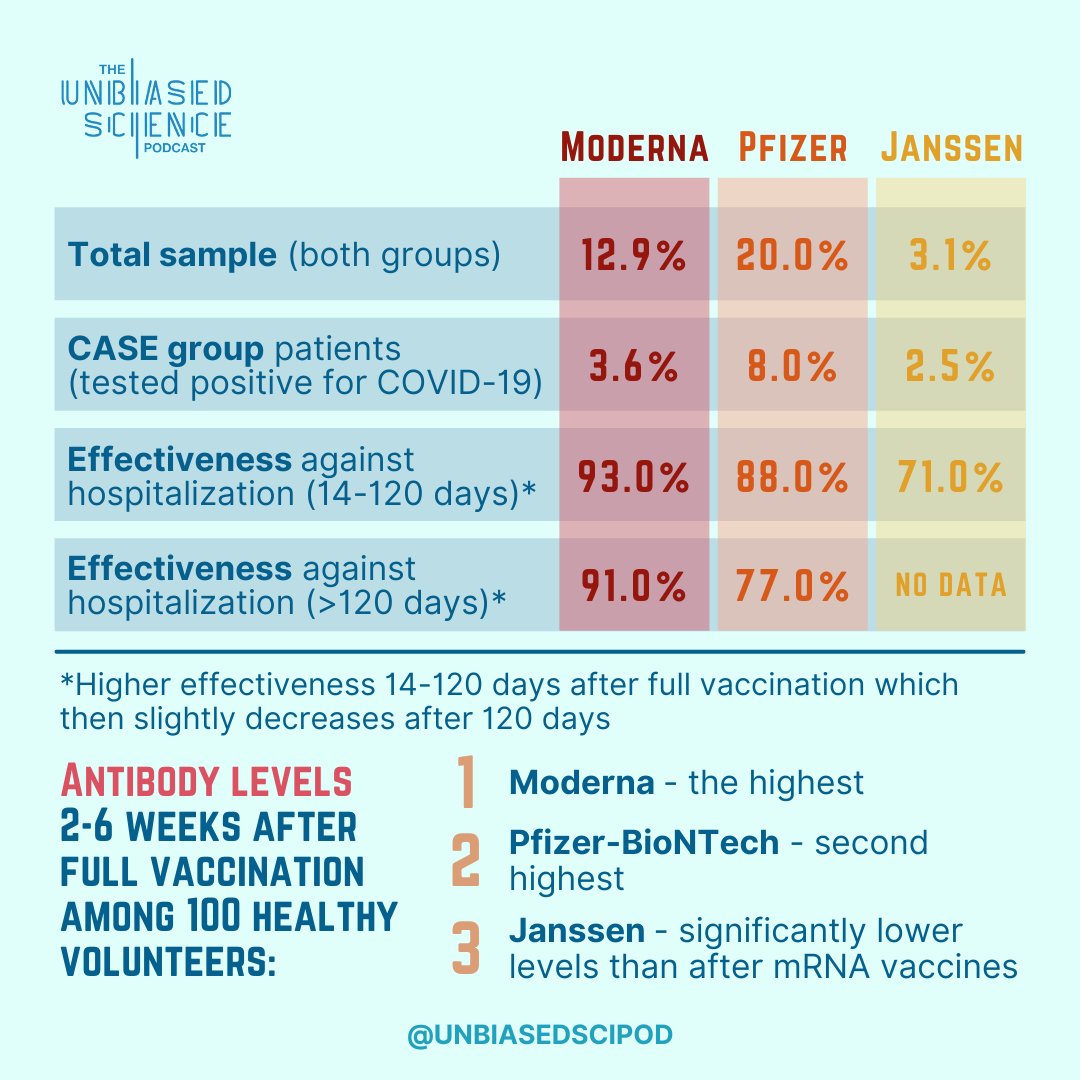 THE
UNBIASED
SCIENCE
PODCAST
MODERNA PFIZER JANSSEN
Total sample (both groups) 12.9% 20.0% 3.1%
CASE group patients
(tested positive for COVID-19) 3.6% 8.0% 2.5%
Effectiveness against
hospitalization (14-120 days)* 93.0% 88.0% 71.0%
Effectiveness against
hospitalization (>120 days)* 91.0% 77.0% NO DATA
*Higher effectiveness 14-120 days after full vaccination which
then slightly decreases after 120 days
ANTIBODY LEVELS
2-6 WEEKS AFTER
FULL VACCINATION
AMONG 100 HEALTHY
VOLUNTEERS:
1 Moderna - the highest
2 Pfizer-BioNTech - second
highest
3 Janssen - significantly lower
levels than after mRNA vaccines
@UNBIASEDSCIPOD